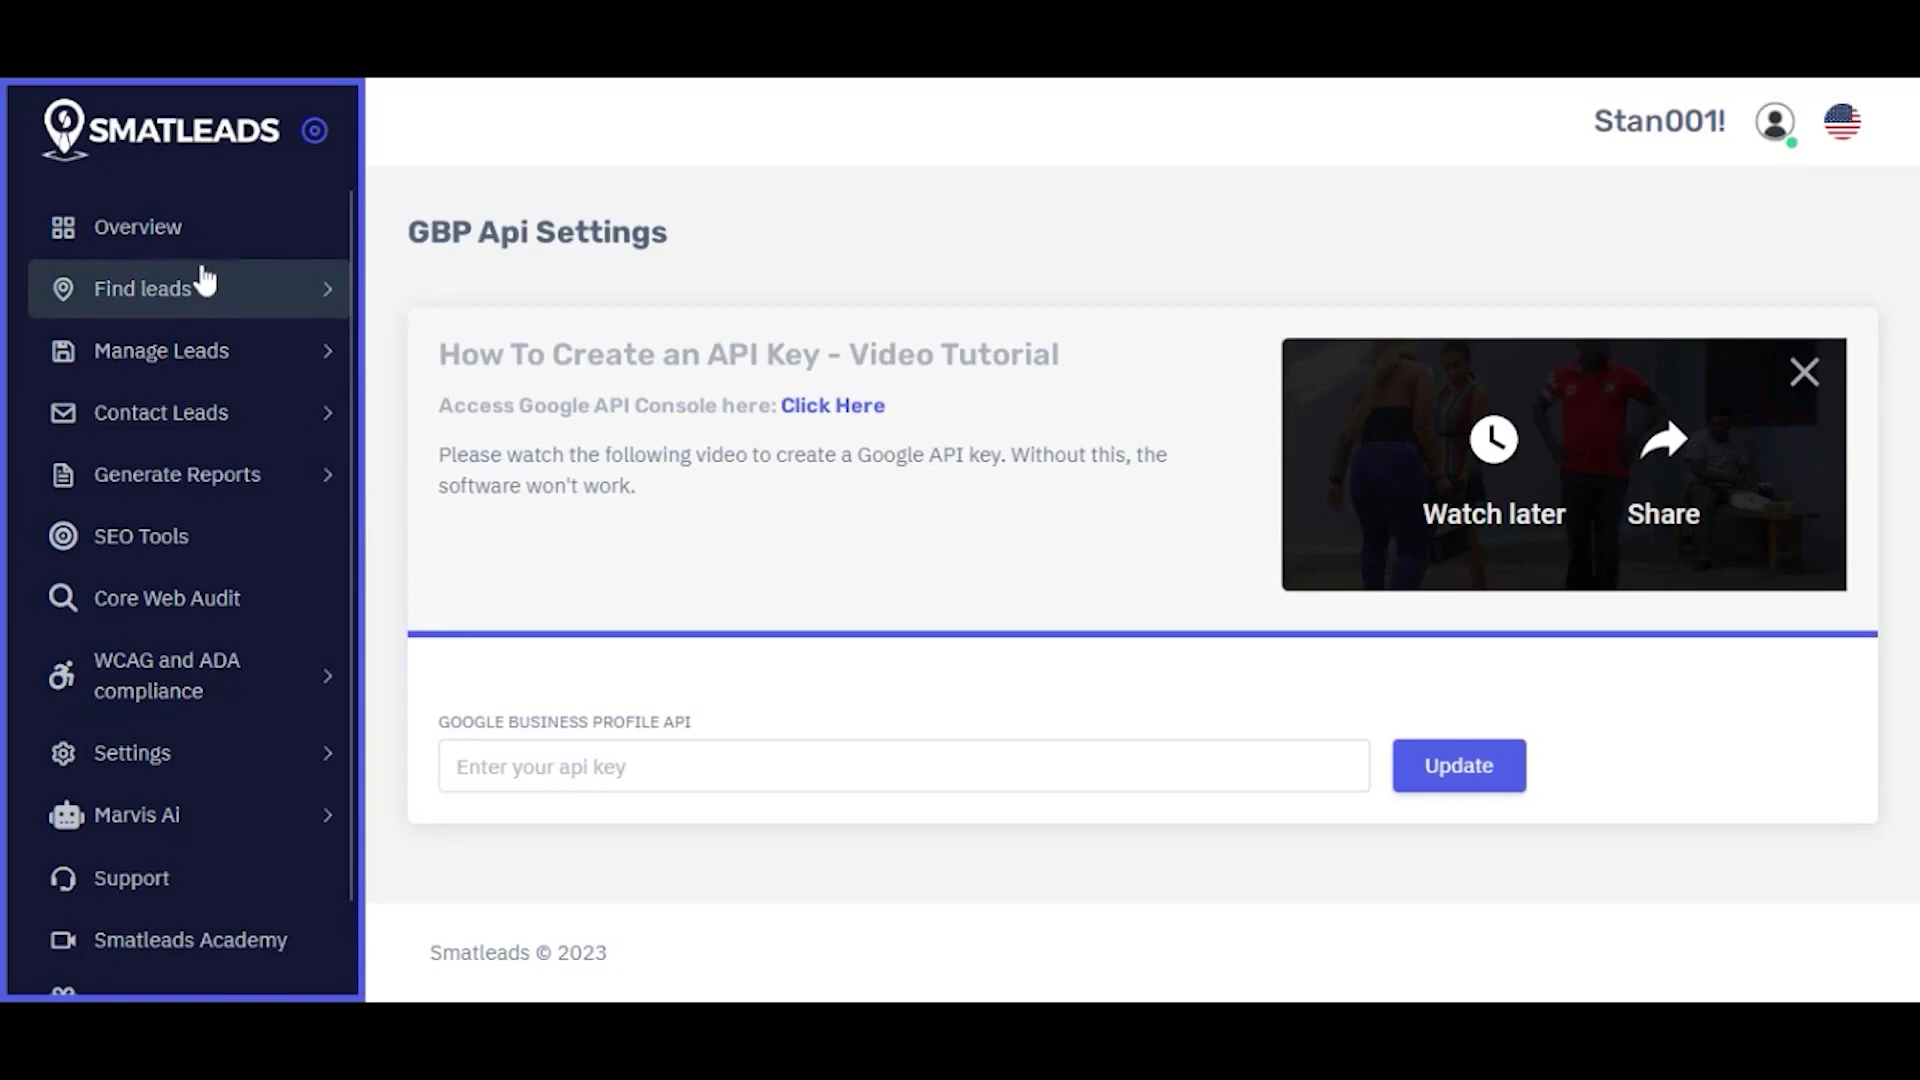 SMATLEADS
Overview
Find leads
Manage Leads
Contact Leads
Generate Reports
SEO Tools
Core Web Audit
WCAG and ADA
compliance
Settings
Marvis Ai
Support
Smatleads Academy
Stan001!
GBP Api Settings
How To Create an API Key - Video Tutorial
Access Google API Console here: Click Here
Please watch the following video to create a Google API key. Without this, the
software won't work.
Watch later
Share
GOOGLE BUSINESS PROFILE API
Enter your api key
Update
Smatleads © 2023